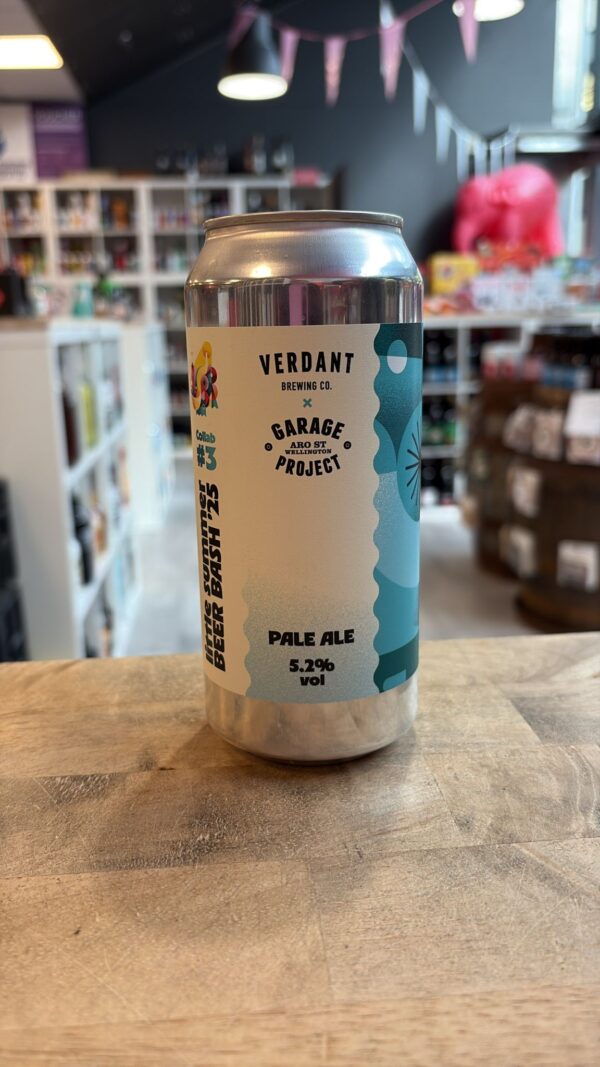 VERDANT
BREWING CO.
×
GARAGE
ARO ST
WELLINGTON
PROJECT
Collab
#3
little summer
BEER BASH '25
PALE ALE
5.2%
vol